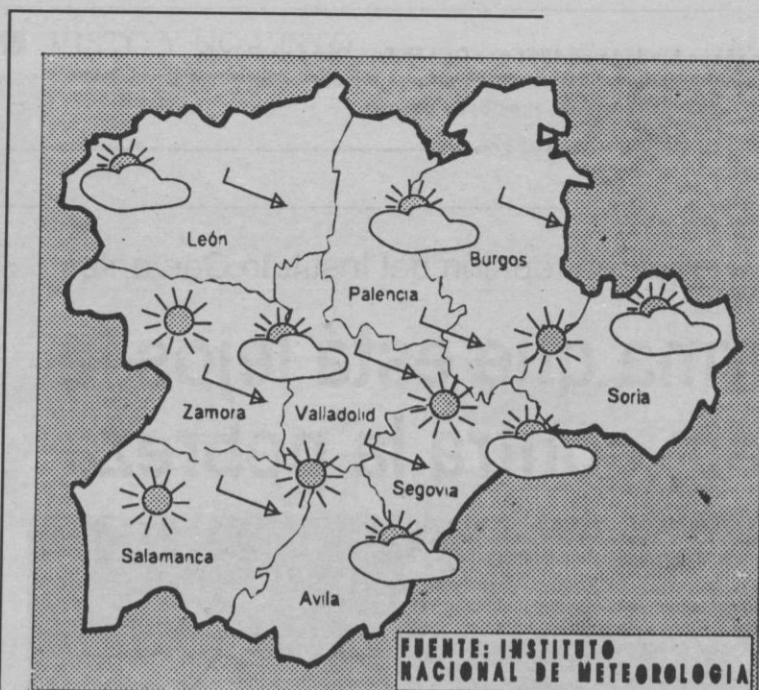 León
Burgos
Palencia
Soria
Zamora
Valladolid
Segovia
Salamanca
Avila
FUENTE: INSTITUTO
NACIONAL DE METEOROLOGIA